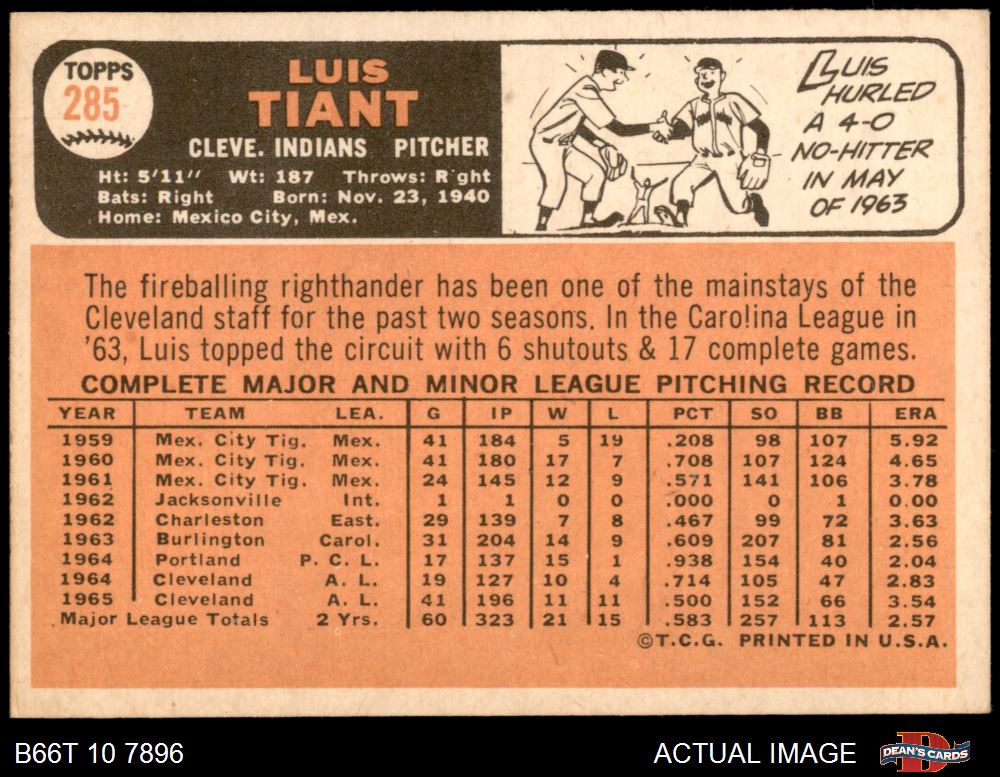 TOPPS
285
LUIS
TIANT
CLEVE. INDIANS PITCHER
Ht: 5'11" Wt: 187 Throws: Right
Bats: Right Born: Nov. 23, 1940
Home: Mexico City, Mex.
LUIS
HURLED
A 4-0
NO-HITTER
IN MAY
OF 1963
The fireballing righthander has been one of the mainstays of the
Cleveland staff for the past two seasons. In the Carolina League in
'63, Luis topped the circuit with 6 shutouts & 17 complete games.
COMPLETE MAJOR AND MINOR LEAGUE PITCHING RECORD
YEAR TEAM LEA. G IP W L PCT SO BB ERA
1959 Mex. City Tig. Mex. 41 184 5 19 .208 98 107 5.92
1960 Mex. City Tig. Mex. 41 180 17 7 .708 107 124 4.65
1961 Mex. City Tig. Mex. 24 145 12 9 .571 141 106 3.78
1962 Jacksonville Int. 1 1 0 0 .000 0 1 0.00
1962 Charleston East. 29 139 7 8 .467 99 72 3.63
1963 Burlington Carol. 31 204 14 9 .609 207 81 2.56
1964 Portland P. C. L. 17 137 15 1 .938 154 40 2.04
1964 Cleveland A. L. 19 127 10 4 .714 105 47 2.83
1965 Cleveland A. L. 41 196 11 11 .500 152 66 3.54
Major League Totals 2 Yrs. 60 323 21 15 .583 257 113 2.57
©T.C.G. PRINTED IN U.S.A.
B66T 10 7896 ACTUAL IMAGE DEAN'S CARDS